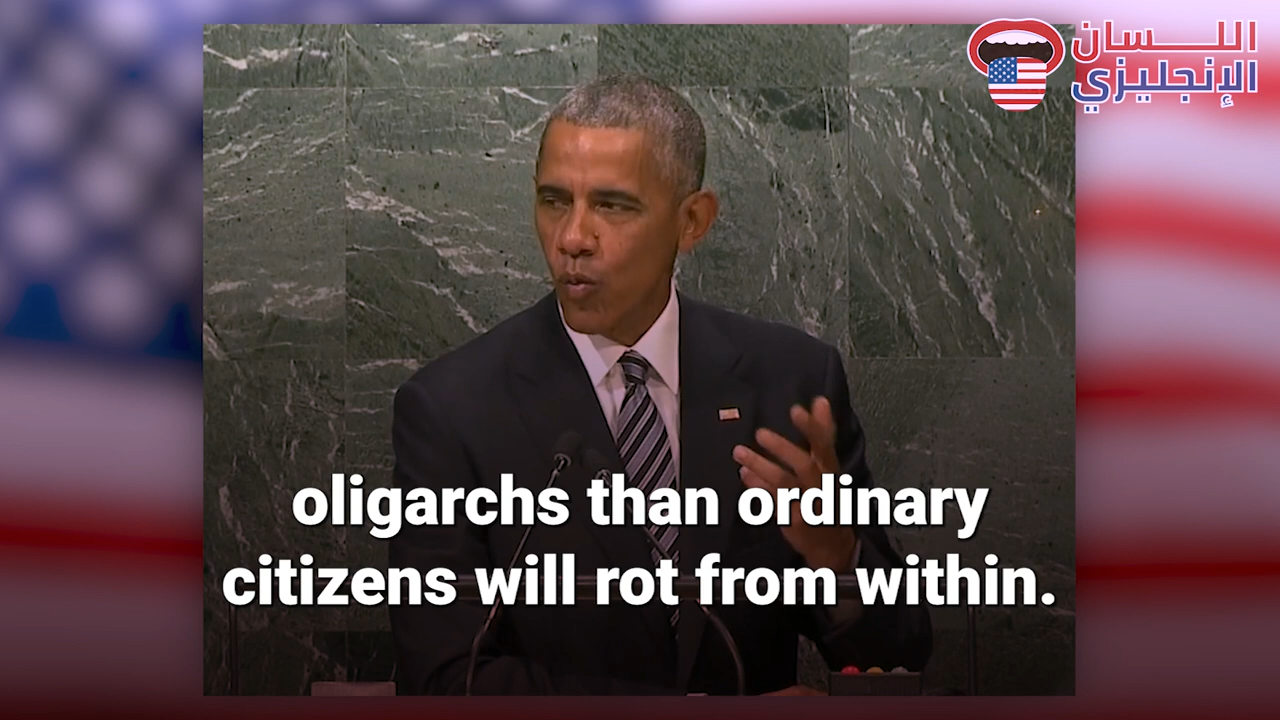 اللسان
الإنجليزي
oligarchs than ordinary
citizens will rot from within.